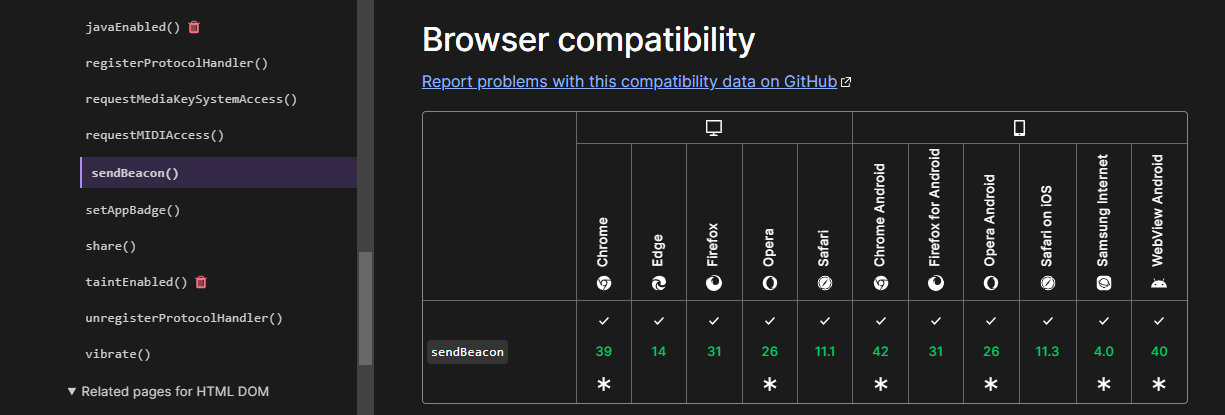 javaEnabled()
registerProtocolHandler()
requestMediaKeySystemAccess()
requestMIDIAccess()
sendBeacon()
setAppBadge()
share()
taintEnabled()
unregisterProtocolHandler()
vibrate()
Related pages for HTML DOM
Browser compatibility
Report problems with this compatibility data on GitHub
Chrome
Edge
Firefox
Opera
Safari
Chrome Android
Firefox for Android
Opera Android
Safari on iOS
Samsung Internet
WebView Android
sendBeacon
✓ ✓ ✓ ✓ ✓ ✓ ✓ ✓ ✓ ✓ ✓
39 14 31 26 11.1 42 31 26 11.3 4.0 40
* * * * * *